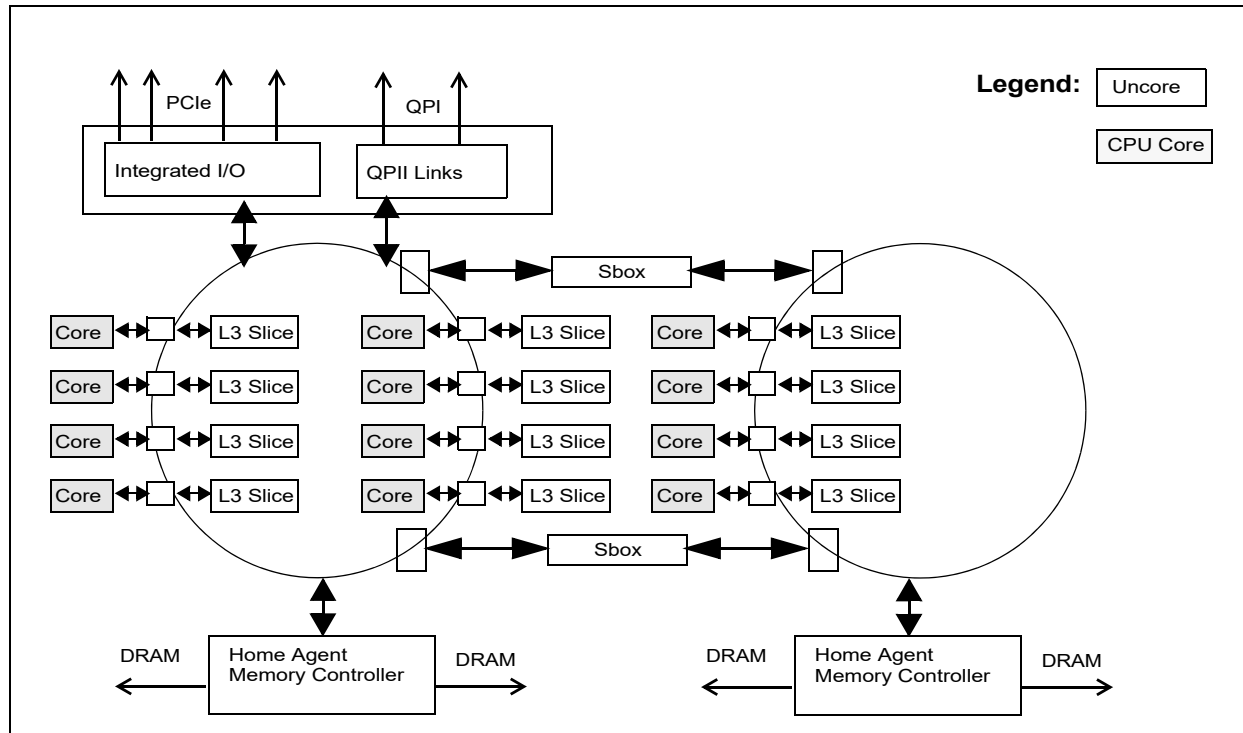 Legend:
Uncore
CPU Core
PCIe
QPI
Integrated I/O
QPII Links
Sbox
Core
L3 Slice
Core
L3 Slice
Core
L3 Slice
Core
L3 Slice
Core
L3 Slice
Core
L3 Slice
Core
L3 Slice
Core
L3 Slice
Core
L3 Slice
Core
L3 Slice
Core
L3 Slice
Core
L3 Slice
Sbox
DRAM
Home Agent
Memory Controller
DRAM
DRAM
Home Agent
Memory Controller
DRAM